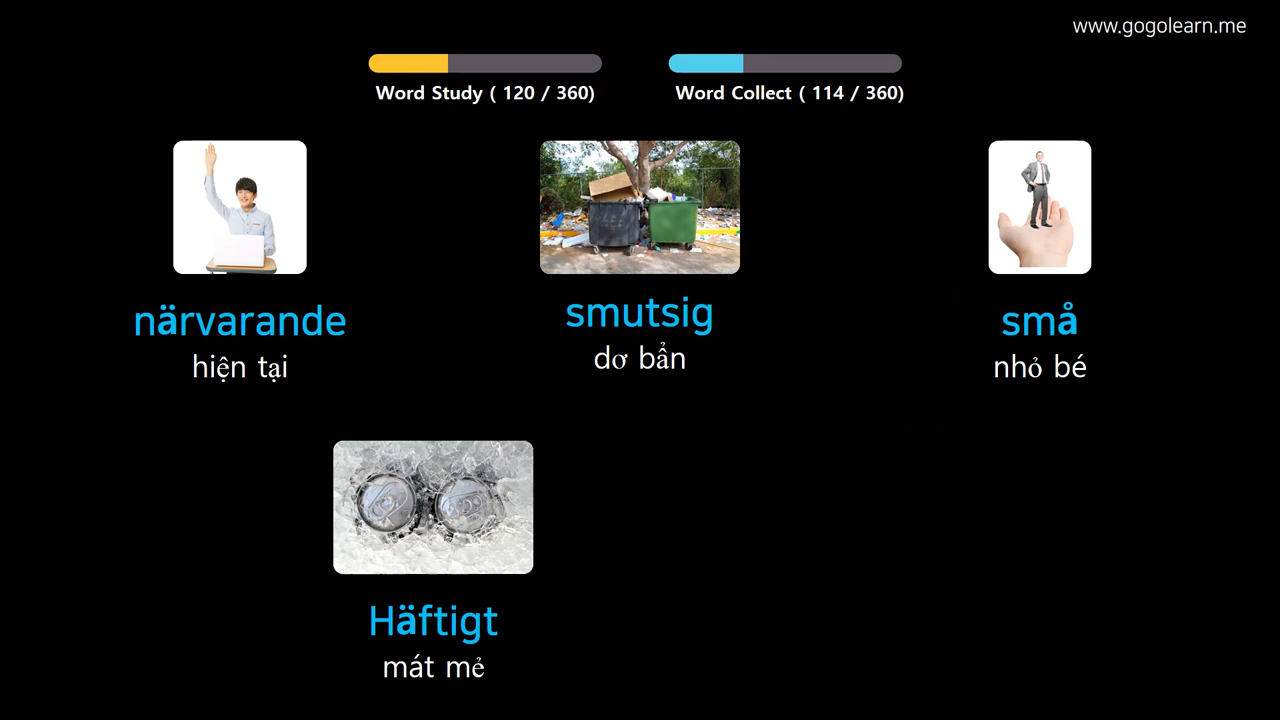 www.gogolearn.me
Word Study ( 120 / 360)
Word Collect ( 114 / 360)
närvarande
hiện tại
smutsig
dơ bẩn
små
nhỏ bé
Häftigt
mát mẻ